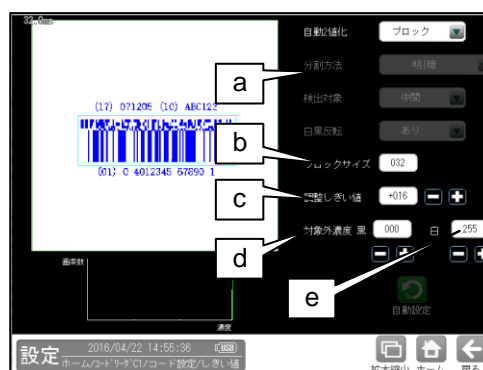 32.0ms
自動2値化 ブロック
分割方法 明|暗
a
検出対象 中間
(17) 071205 (10) ABC123
白黒反転 あり
b
ブロックサイズ 032
(01) 0 4012345 67890 1
c
調整しきい値 +016
対象外濃度 黒 000 白 255
d
画素数
e
自動設定
濃度
設定 2016/04/22 14:55:36 (USB)
ホーム/コードリーダC1/コード設定/しきい値
拡大縮小 ホーム 戻る